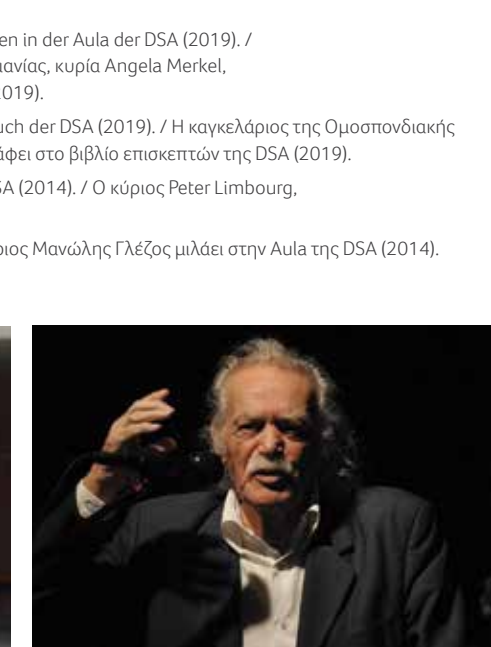 en in der Aula der DSA (2019). /
ιανίας, κυρία Angela Merkel,
019).
uch der DSA (2019). / Η καγκελάριος της Ομοσπονδιακής
άφει στο βιβλίο επισκεπτών της DSA (2019).
SA (2014). / Ο κύριος Peter Limbourg,
ριος Μανώλης Γλέζος μιλάει στην Aula της DSA (2014).